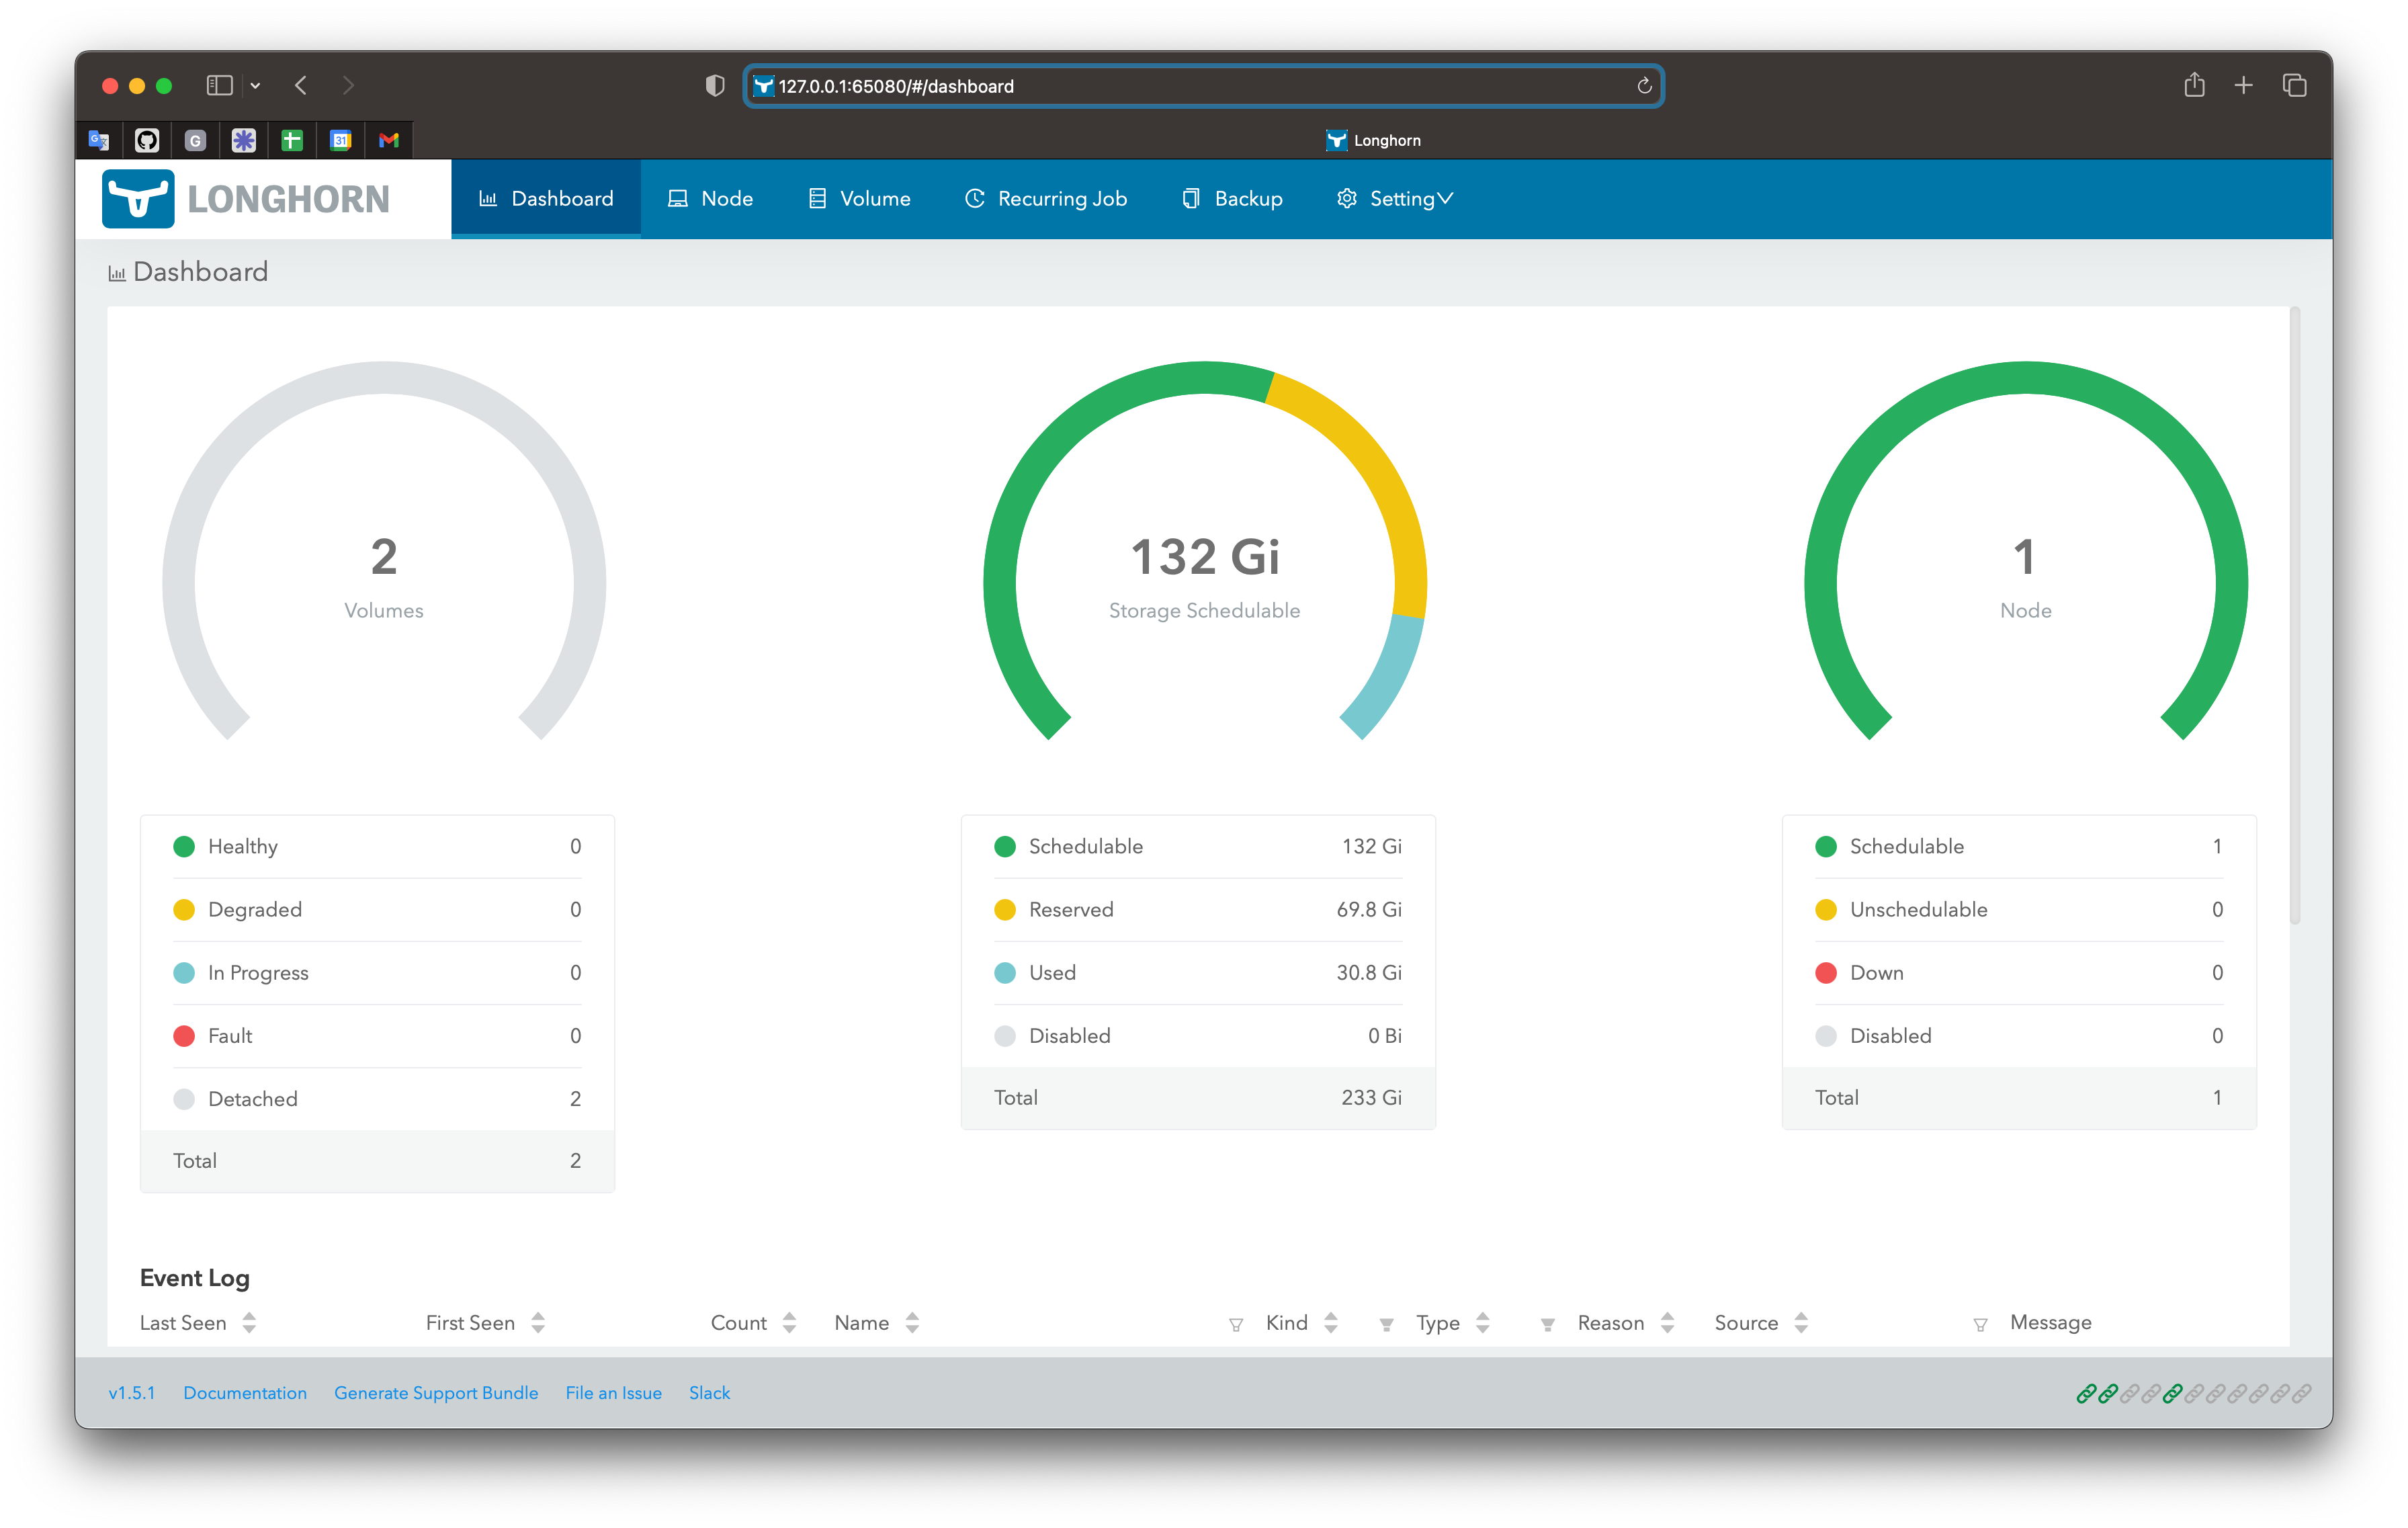 127.0.0.1:65080/#/dashboard
G 31 Longhorn
LONGHORN Dashboard Node Volume Recurring Job Backup Setting
Dashboard
2
Volumes
132 Gi
Storage Schedulable
1
Node
Healthy 0
Degraded 0
In Progress 0
Fault 0
Detached 2
Total 2
Schedulable 132 Gi
Reserved 69.8 Gi
Used 30.8 Gi
Disabled 0 Bi
Total 233 Gi
Schedulable 1
Unschedulable 0
Down 0
Disabled 0
Total 1
Event Log
Last Seen First Seen Count Name Kind Type Reason Source Message
v1.5.1 Documentation Generate Support Bundle File an Issue Slack